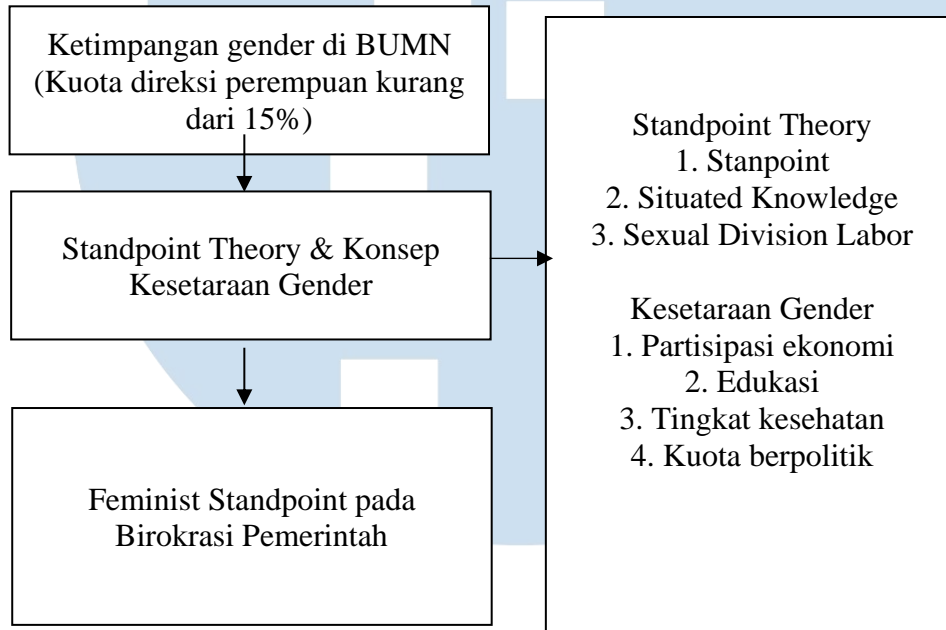 Ketimpangan gender di BUMN
(Kuota direksi perempuan kurang
dari 15%)
Standpoint Theory & Konsep
Kesetaraan Gender
Feminist Standpoint pada
Birokrasi Pemerintah
Standpoint Theory
1. Stanpoint
2. Situated Knowledge
3. Sexual Division Labor
Kesetaraan Gender
1. Partisipasi ekonomi
2. Edukasi
3. Tingkat kesehatan
4. Kuota berpolitik